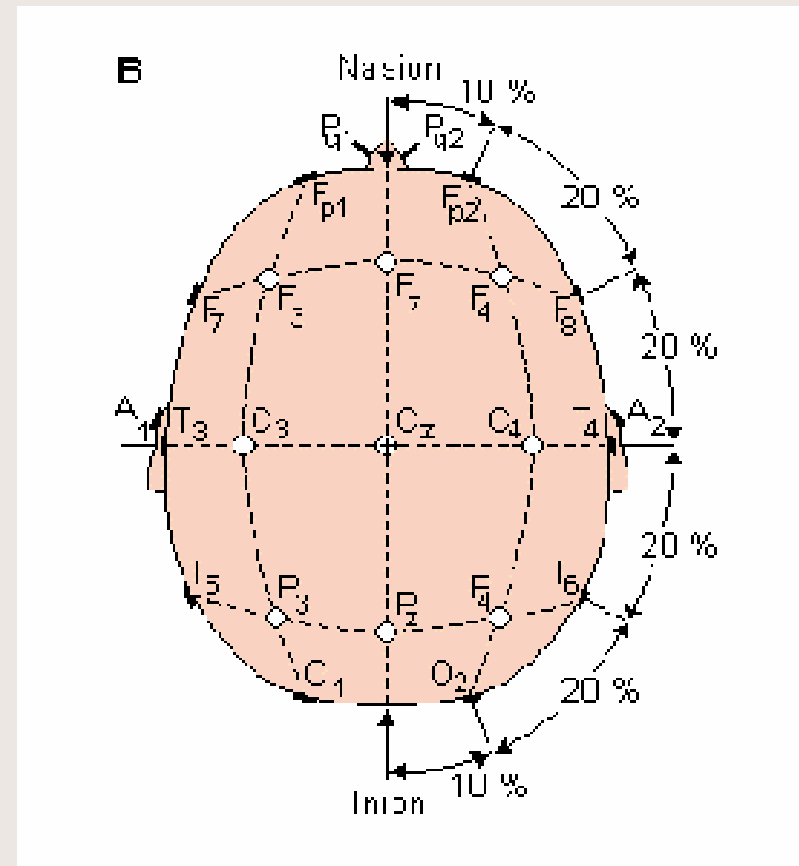 B
Nasion
10 %
Pg2
20 %
Fp1 Fp2
F7 F3 Fz F4 F8
20 %
A1 T3 C3 Cz C4 T4 A2
20 %
T5 P3 Pz P4 T6
O1 O2
20 %
10 %
Inion